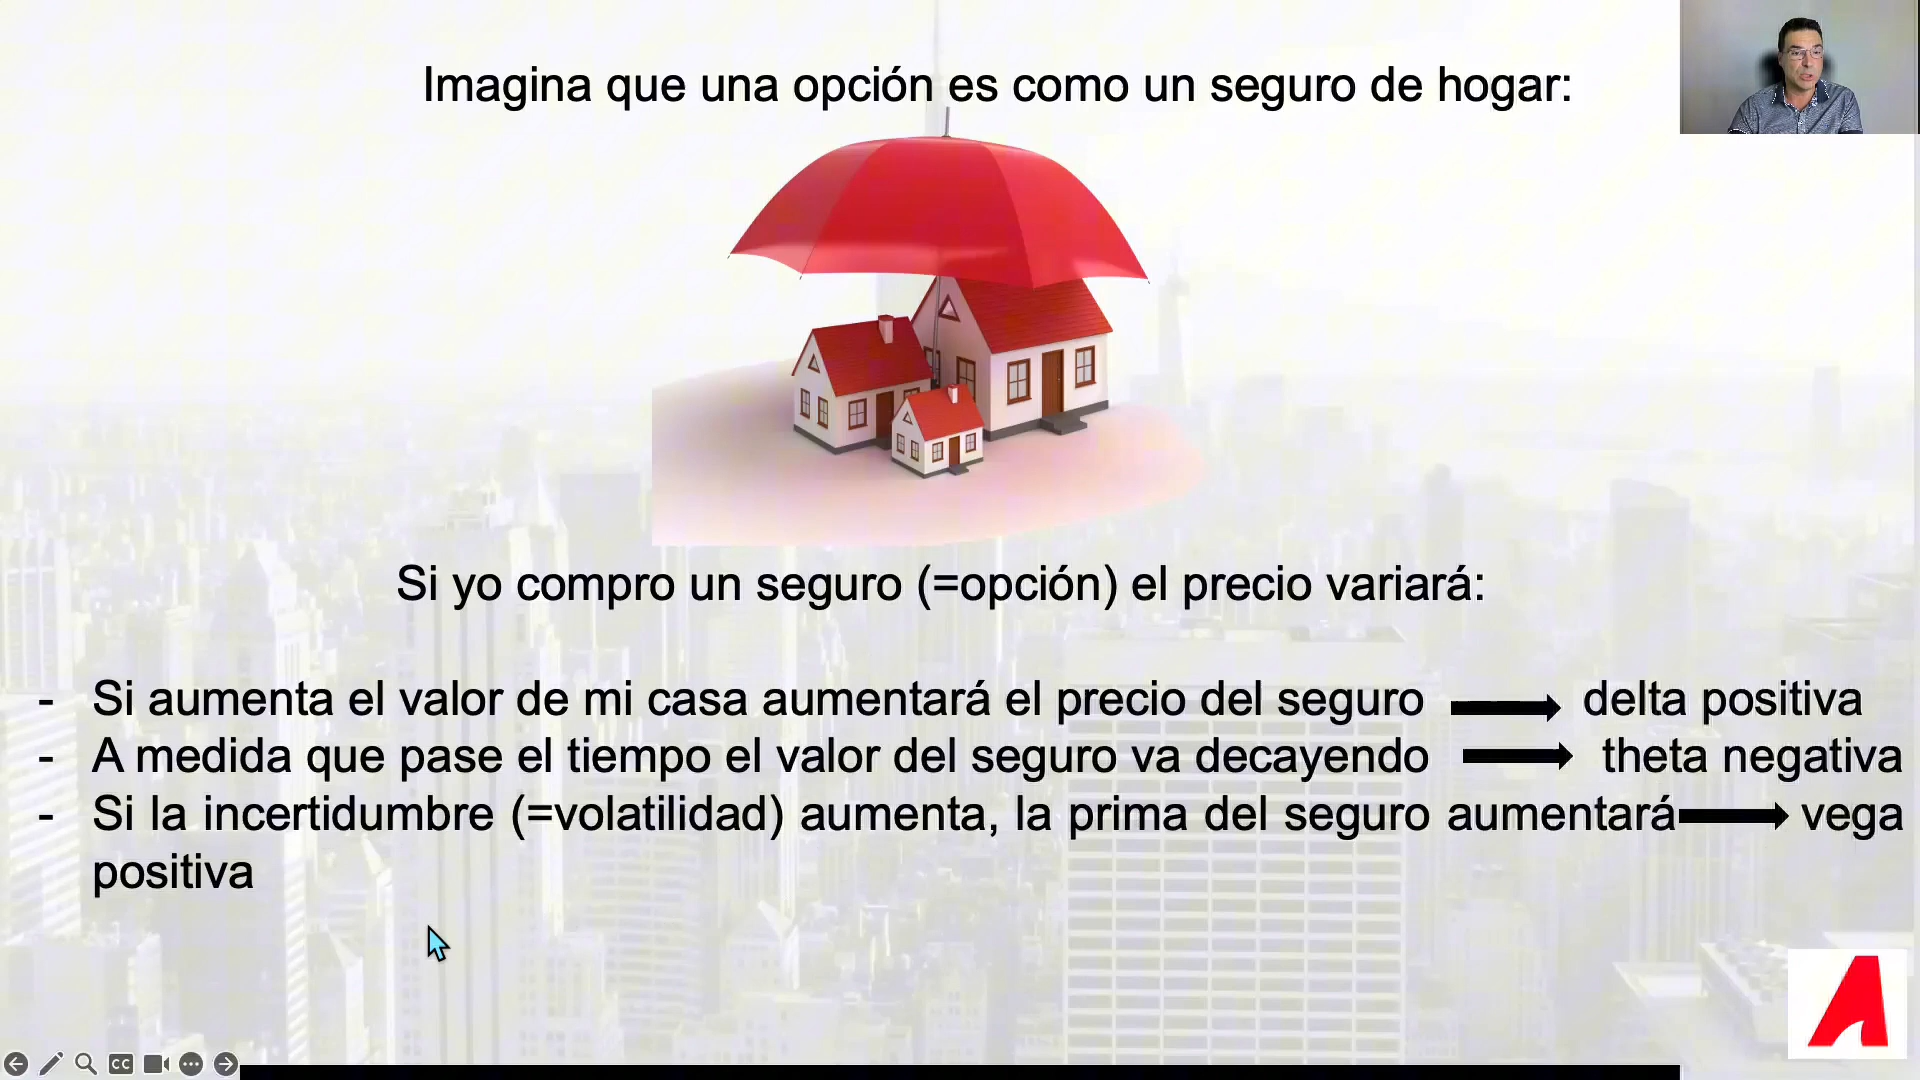 Imagina que una opción es como un seguro de hogar:
Si yo compro un seguro (=opción) el precio variará:
- Si aumenta el valor de mi casa aumentará el precio del seguro delta positiva
- A medida que pase el tiempo el valor del seguro va decayendo theta negativa
- Si la incertidumbre (=volatilidad) aumenta, la prima del seguro aumentará vega
positiva
A
CC